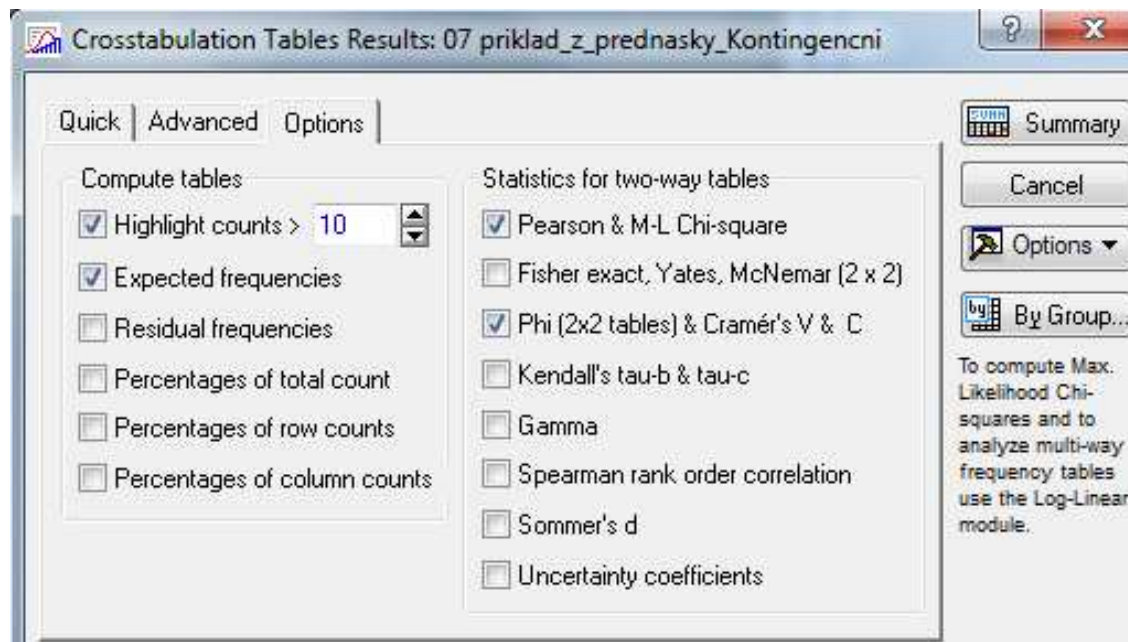 Crosstabulation Tables Results: 07 priklad_z_prednasky_Kontingencni
Quick
Advanced
Options
Compute tables
Highlight counts > 10
Expected frequencies
Residual frequencies
Percentages of total count
Percentages of row counts
Percentages of column counts
Statistics for two-way tables
Pearson & M-L Chi-square
Fisher exact, Yates, McNemar (2 x 2)
Phi (2x2 tables) & Cramér's V & C
Kendall's tau-b & tau-c
Gamma
Spearman rank order correlation
Sommer's d
Uncertainty coefficients
Summary
Cancel
Options
By Group...
To compute Max.
Likelihood Chi-
squares and to
analyze multi-way
frequency tables
use the Log-Linear
module.